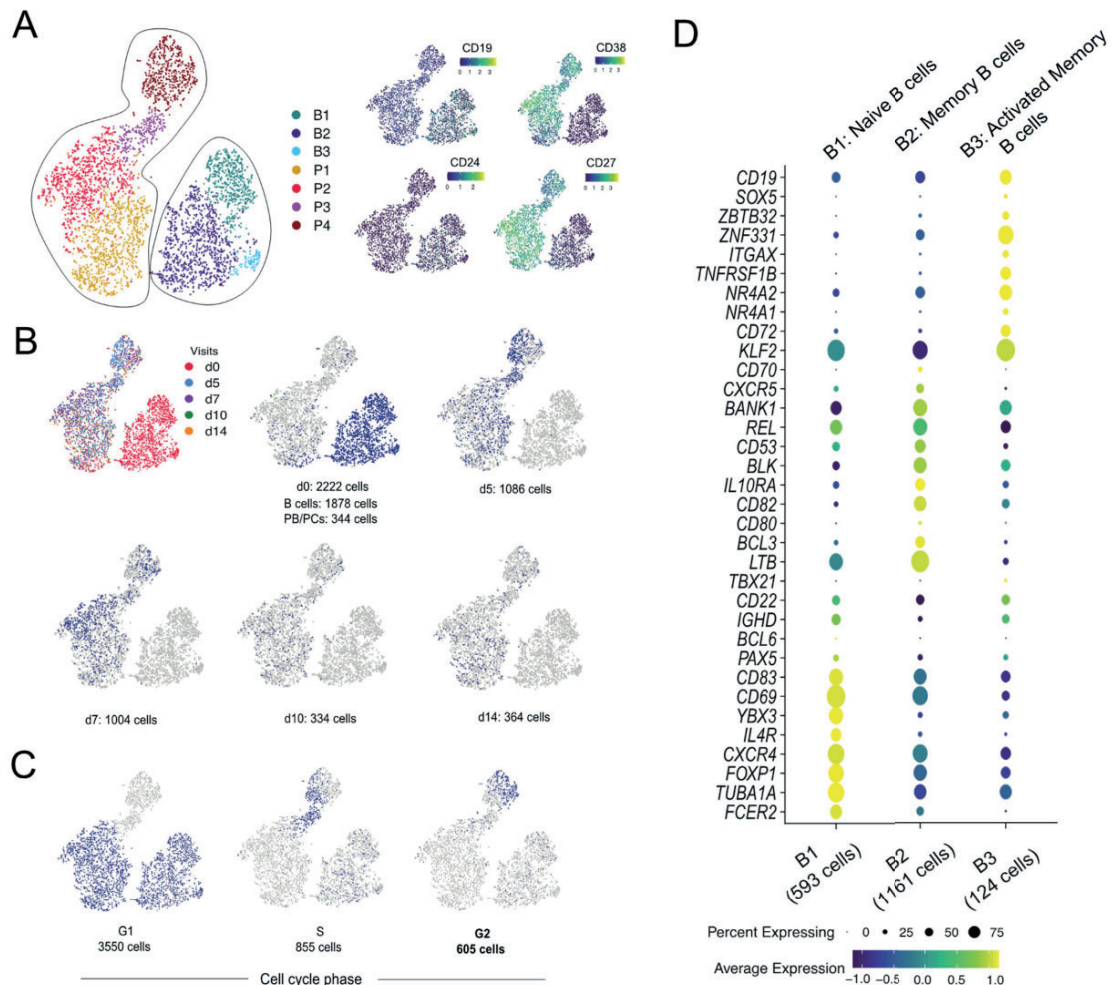 A
B1
B2
B3
P1
P2
P3
P4
CD19
0 1 2 3
CD38
0 1 2 3
CD24
0 1 2
CD27
0 1 2 3
B
Visits
d0
d5
d7
d10
d14
d0: 2222 cells
B cells: 1878 cells
PB/PCs: 344 cells
d5: 1086 cells
d7: 1004 cells
d10: 334 cells
d14: 364 cells
C
G1
3550 cells
S
855 cells
G2
605 cells
Cell cycle phase
D
B1: Naive B cells
B2: Memory B cells
B3: Activated Memory
B cells
CD19
SOX5
ZBTB32
ZNF331
ITGAX
TNFRSF1B
NR4A2
NR4A1
CD72
KLF2
CD70
CXCR5
BANK1
REL
CD53
BLK
IL10RA
CD82
CD80
BCL3
LTB
TBX21
CD22
IGHD
BCL6
PAX5
CD83
CD69
YBX3
IL4R
CXCR4
FOXP1
TUBA1A
FCER2
B1
(593 cells)
B2
(1161 cells)
B3
(124 cells)
Percent Expressing 0 25 50 75
Average Expression
−1.0 −0.5 0.0 0.5 1.0